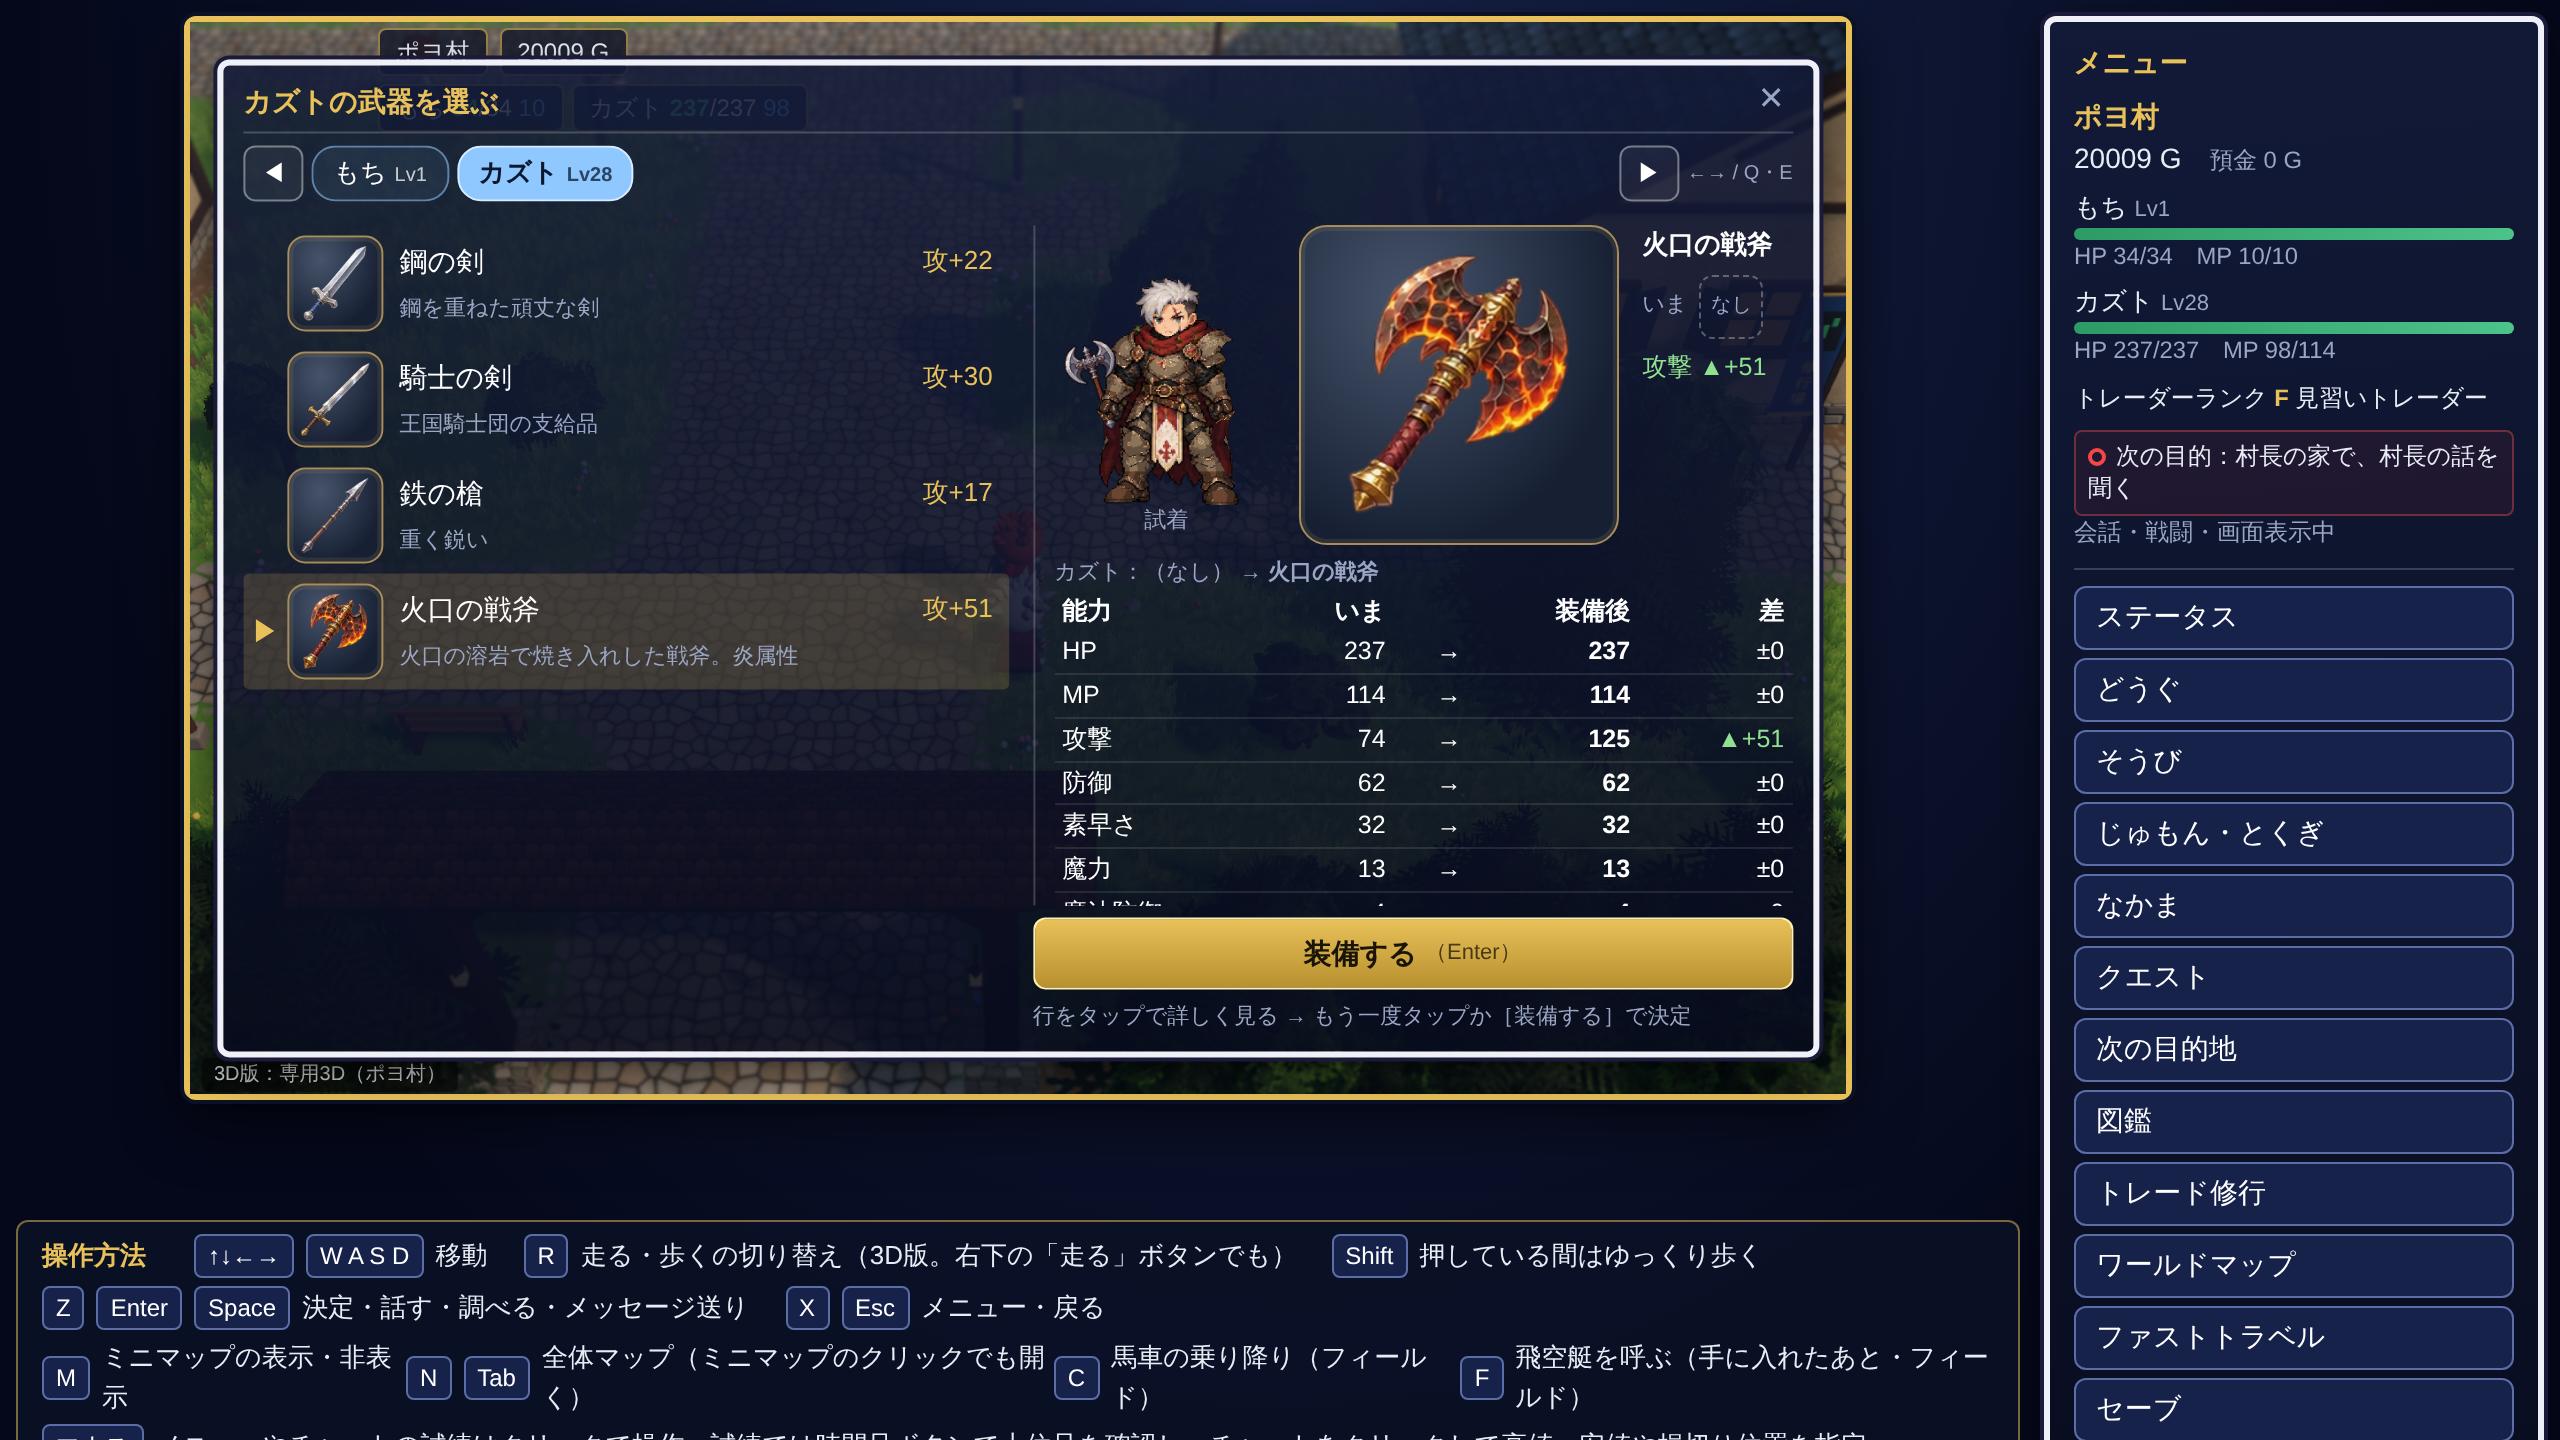 ポヨ村 20009 G
カズトの武器を選ぶ
カズト 237/237 98
◀ もち Lv1 カズト Lv28 ▶ ←→ / Q・E
鋼の剣 攻+22
鋼を重ねた頑丈な剣
騎士の剣 攻+30
王国騎士団の支給品
鉄の槍 攻+17
重く鋭い
火口の戦斧 攻+51
火口の溶岩で焼き入れした戦斧。炎属性
試着
火口の戦斧
いま なし
攻撃 ▲+51
カズト：（なし） → 火口の戦斧
能力 いま 装備後 差
HP 237 → 237 ±0
MP 114 → 114 ±0
攻撃 74 → 125 ▲+51
防御 62 → 62 ±0
素早さ 32 → 32 ±0
魔力 13 → 13 ±0
装備する （Enter）
行をタップで詳しく見る → もう一度タップか［装備する］で決定
3D版：専用3D（ポヨ村）
メニュー
ポヨ村
20009 G 預金 0 G
もち Lv1
HP 34/34 MP 10/10
カズト Lv28
HP 237/237 MP 98/114
トレーダーランク F 見習いトレーダー
次の目的：村長の家で、村長の話を
聞く
会話・戦闘・画面表示中
ステータス
どうぐ
そうび
じゅもん・とくぎ
なかま
クエスト
次の目的地
図鑑
トレード修行
ワールドマップ
ファストトラベル
セーブ
操作方法 ↑↓←→ W A S D 移動 R 走る・歩くの切り替え（3D版。右下の「走る」ボタンでも） Shift 押している間はゆっくり歩く
Z Enter Space 決定・話す・調べる・メッセージ送り X Esc メニュー・戻る
M ミニマップの表示・非表
示
N Tab 全体マップ（ミニマップのクリックでも開
く）
C 馬車の乗り降り（フィール
ド）
F 飛空艇を呼ぶ（手に入れたあと・フィー
ルド）